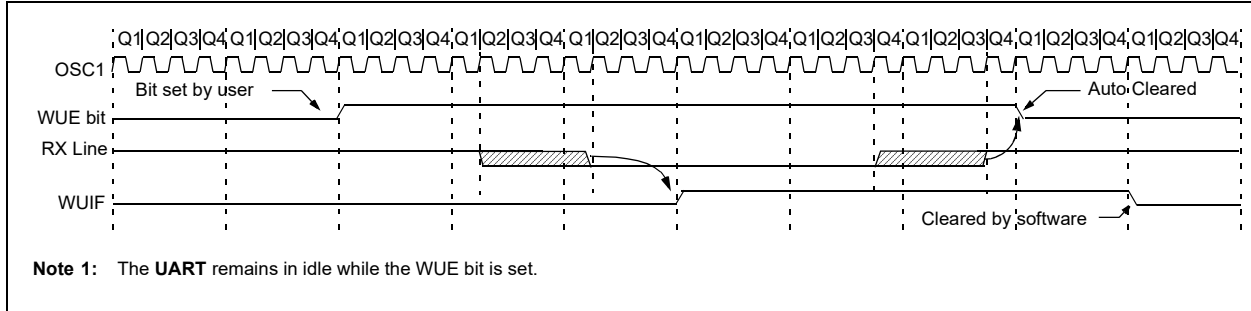 Q1|Q2|Q3|Q4|Q1|Q2|Q3|Q4|Q1|Q2|Q3|Q4|Q1|Q2|Q3|Q4|Q1|Q2|Q3|Q4|Q1|Q2|Q3|Q4|Q1|Q2|Q3|Q4|Q1|Q2|Q3|Q4|Q1|Q2|Q3|Q4|Q1|Q2|Q3|Q4
OSC1
Bit set by user
Auto Cleared
WUE bit
RX Line
WUIF
Cleared by software
Note 1: The UART remains in idle while the WUE bit is set.